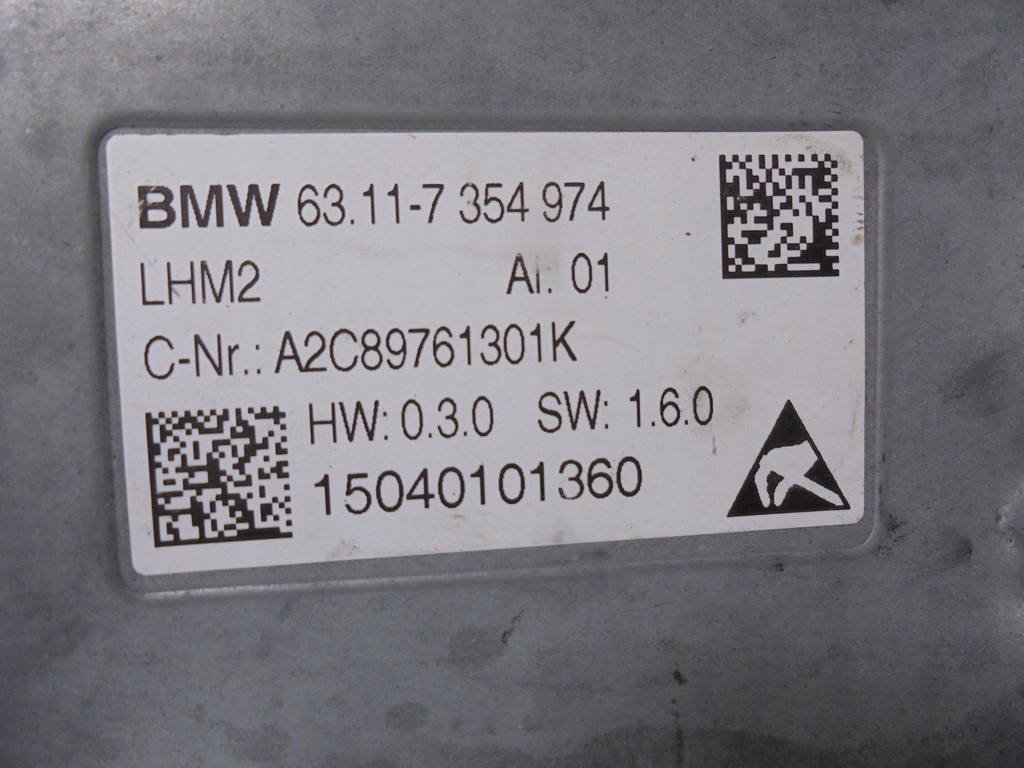 BMW 63.11-7 354 974
LHM2 AI. 01
C-Nr.: A2C89761301K
HW: 0.3.0 SW: 1.6.0
15040101360